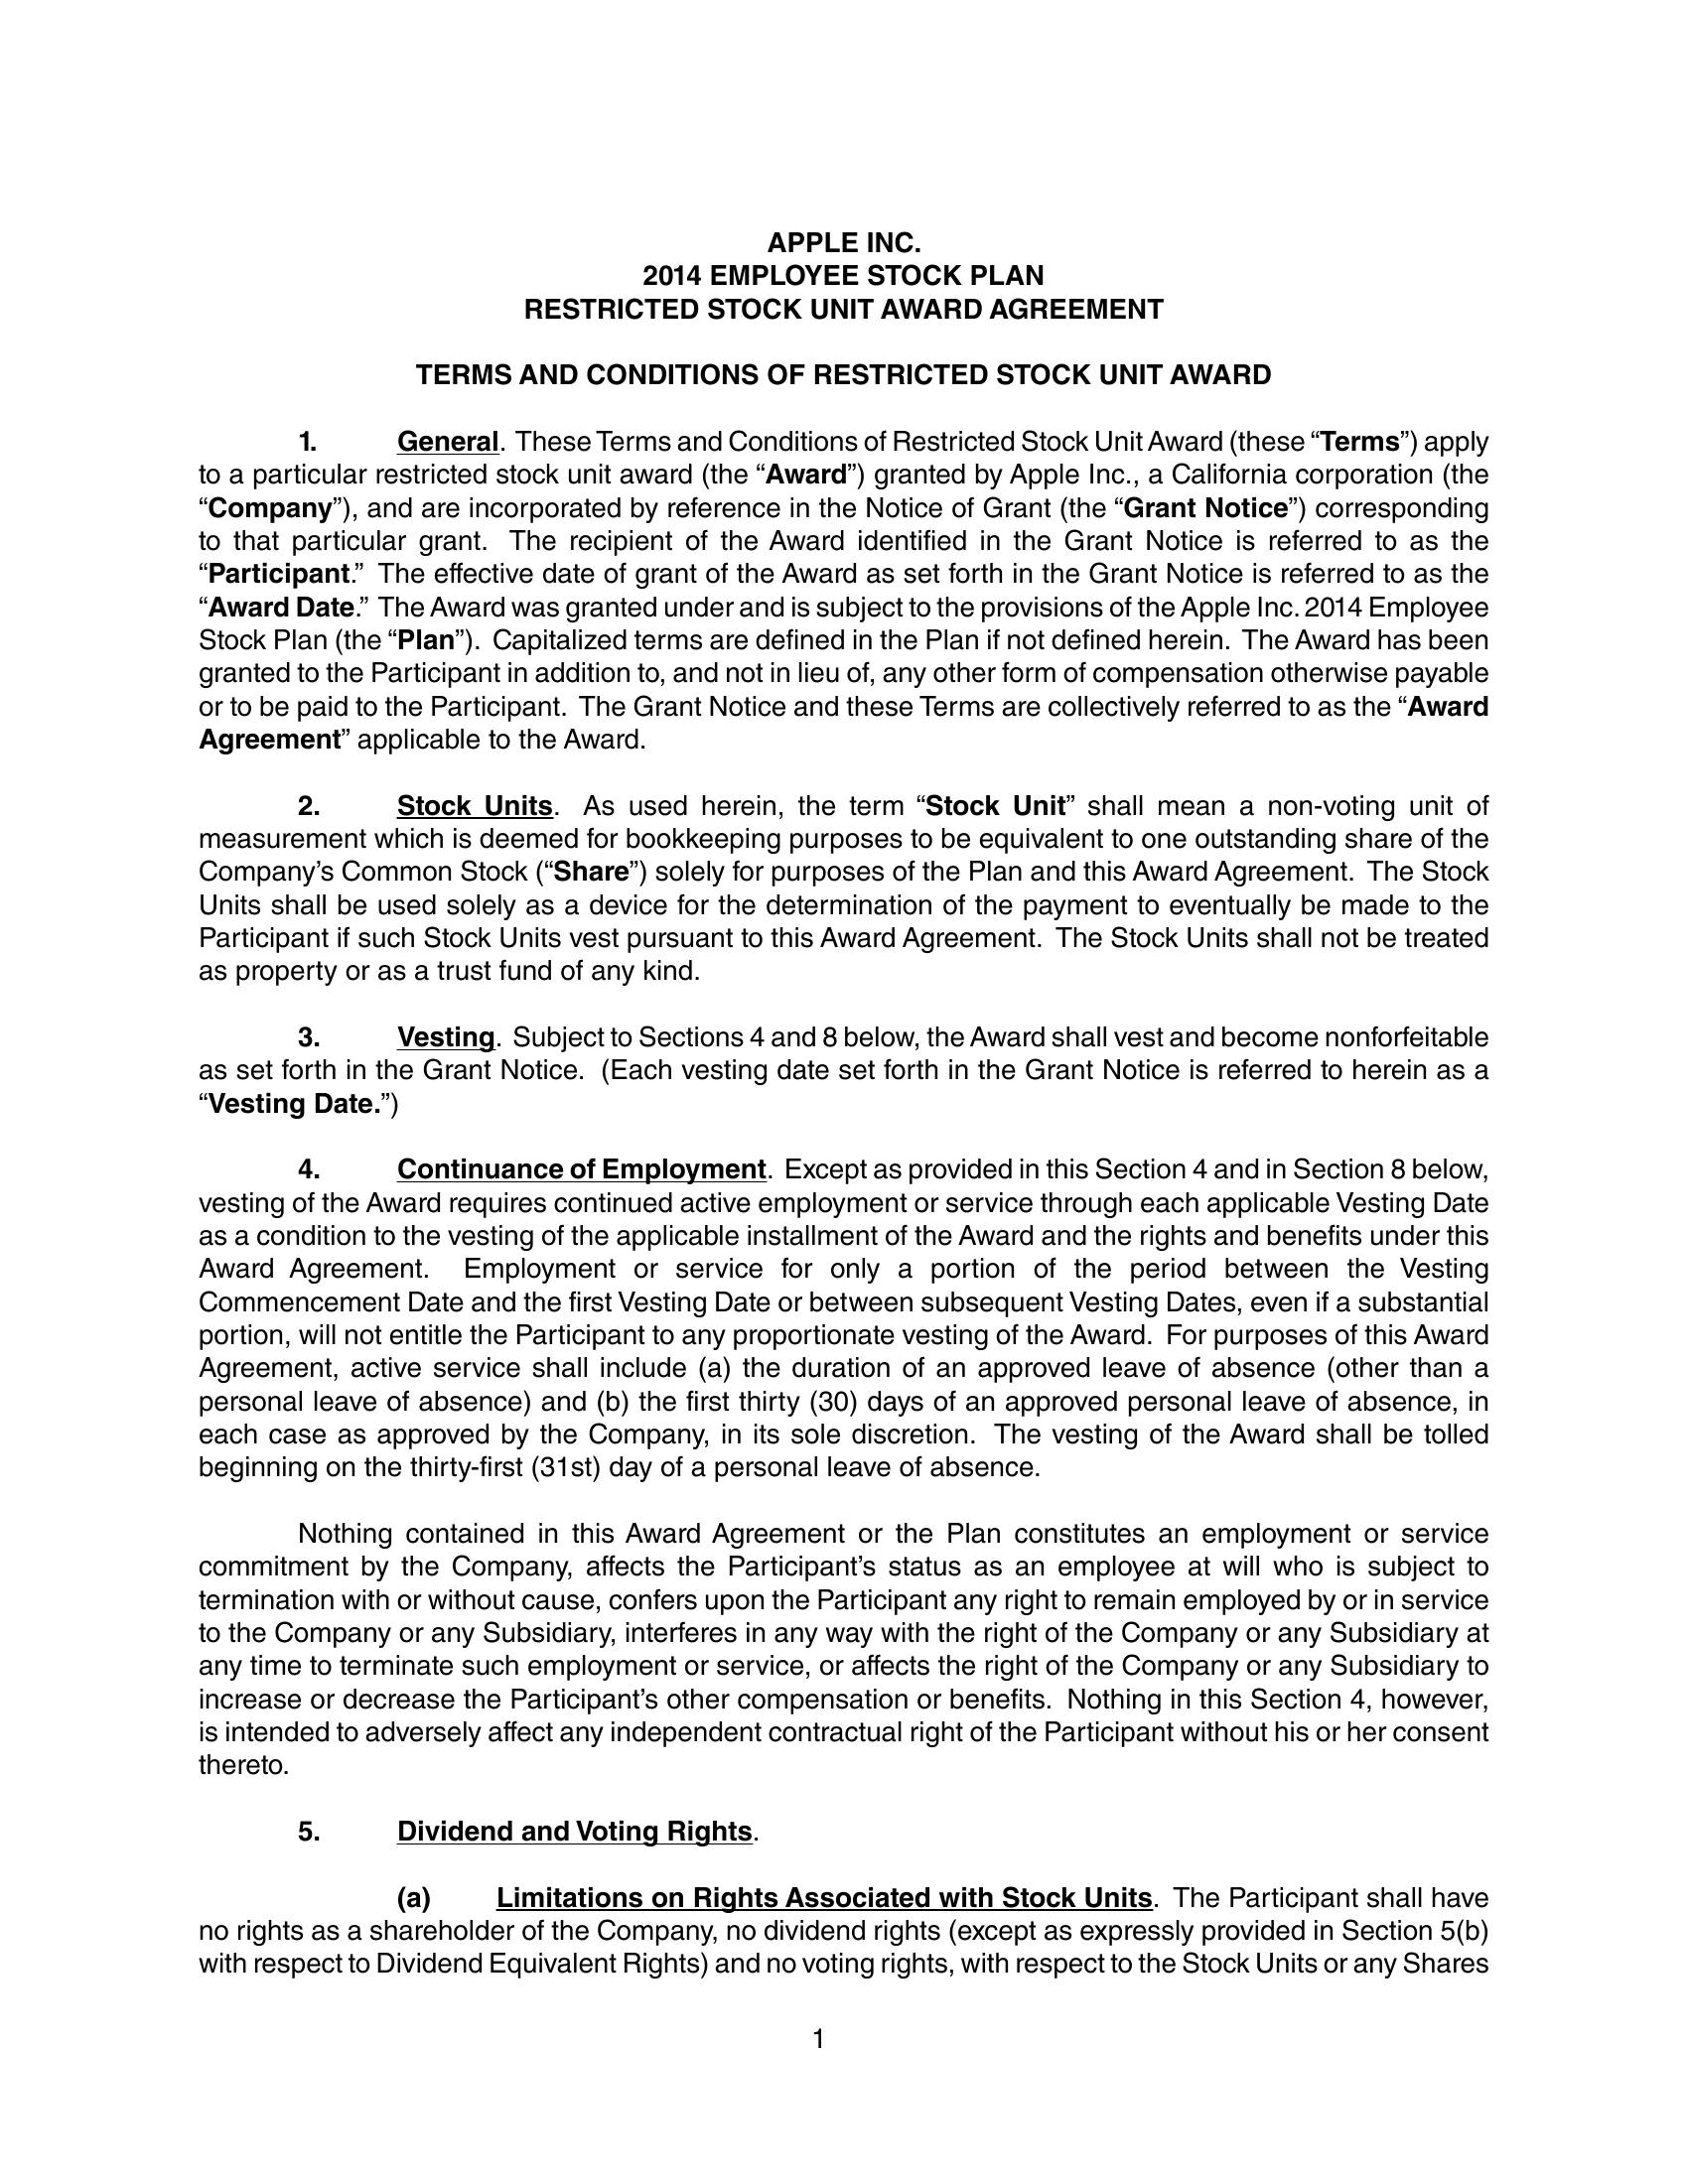 APPLE INC.
2014 EMPLOYEE STOCK PLAN
RESTRICTED STOCK UNIT AWARD AGREEMENT
TERMS AND CONDITIONS OF RESTRICTED STOCK UNIT AWARD
1. General. These Terms and Conditions of Restricted Stock Unit Award (these “Terms”) apply
to a particular restricted stock unit award (the “Award”) granted by Apple Inc., a California corporation (the
“Company”), and are incorporated by reference in the Notice of Grant (the “Grant Notice”) corresponding
to that particular grant. The recipient of the Award identified in the Grant Notice is referred to as the
“Participant.” The effective date of grant of the Award as set forth in the Grant Notice is referred to as the
“Award Date.” The Award was granted under and is subject to the provisions of the Apple Inc. 2014 Employee
Stock Plan (the “Plan”). Capitalized terms are defined in the Plan if not defined herein. The Award has been
granted to the Participant in addition to, and not in lieu of, any other form of compensation otherwise payable
or to be paid to the Participant. The Grant Notice and these Terms are collectively referred to as the “Award
Agreement” applicable to the Award.
2. Stock Units. As used herein, the term “Stock Unit” shall mean a non-voting unit of
measurement which is deemed for bookkeeping purposes to be equivalent to one outstanding share of the
Company’s Common Stock (“Share”) solely for purposes of the Plan and this Award Agreement. The Stock
Units shall be used solely as a device for the determination of the payment to eventually be made to the
Participant if such Stock Units vest pursuant to this Award Agreement. The Stock Units shall not be treated
as property or as a trust fund of any kind.
3. Vesting. Subject to Sections 4 and 8 below, the Award shall vest and become nonforfeitable
as set forth in the Grant Notice. (Each vesting date set forth in the Grant Notice is referred to herein as a
“Vesting Date.”)
4. Continuance of Employment. Except as provided in this Section 4 and in Section 8 below,
vesting of the Award requires continued active employment or service through each applicable Vesting Date
as a condition to the vesting of the applicable installment of the Award and the rights and benefits under this
Award Agreement. Employment or service for only a portion of the period between the Vesting
Commencement Date and the first Vesting Date or between subsequent Vesting Dates, even if a substantial
portion, will not entitle the Participant to any proportionate vesting of the Award. For purposes of this Award
Agreement, active service shall include (a) the duration of an approved leave of absence (other than a
personal leave of absence) and (b) the first thirty (30) days of an approved personal leave of absence, in
each case as approved by the Company, in its sole discretion. The vesting of the Award shall be tolled
beginning on the thirty-first (31st) day of a personal leave of absence.
Nothing contained in this Award Agreement or the Plan constitutes an employment or service
commitment by the Company, affects the Participant’s status as an employee at will who is subject to
termination with or without cause, confers upon the Participant any right to remain employed by or in service
to the Company or any Subsidiary, interferes in any way with the right of the Company or any Subsidiary at
any time to terminate such employment or service, or affects the right of the Company or any Subsidiary to
increase or decrease the Participant’s other compensation or benefits. Nothing in this Section 4, however,
is intended to adversely affect any independent contractual right of the Participant without his or her consent
thereto.
5. Dividend and Voting Rights.
(a) Limitations on Rights Associated with Stock Units. The Participant shall have
no rights as a shareholder of the Company, no dividend rights (except as expressly provided in Section 5(b)
with respect to Dividend Equivalent Rights) and no voting rights, with respect to the Stock Units or any Shares
1